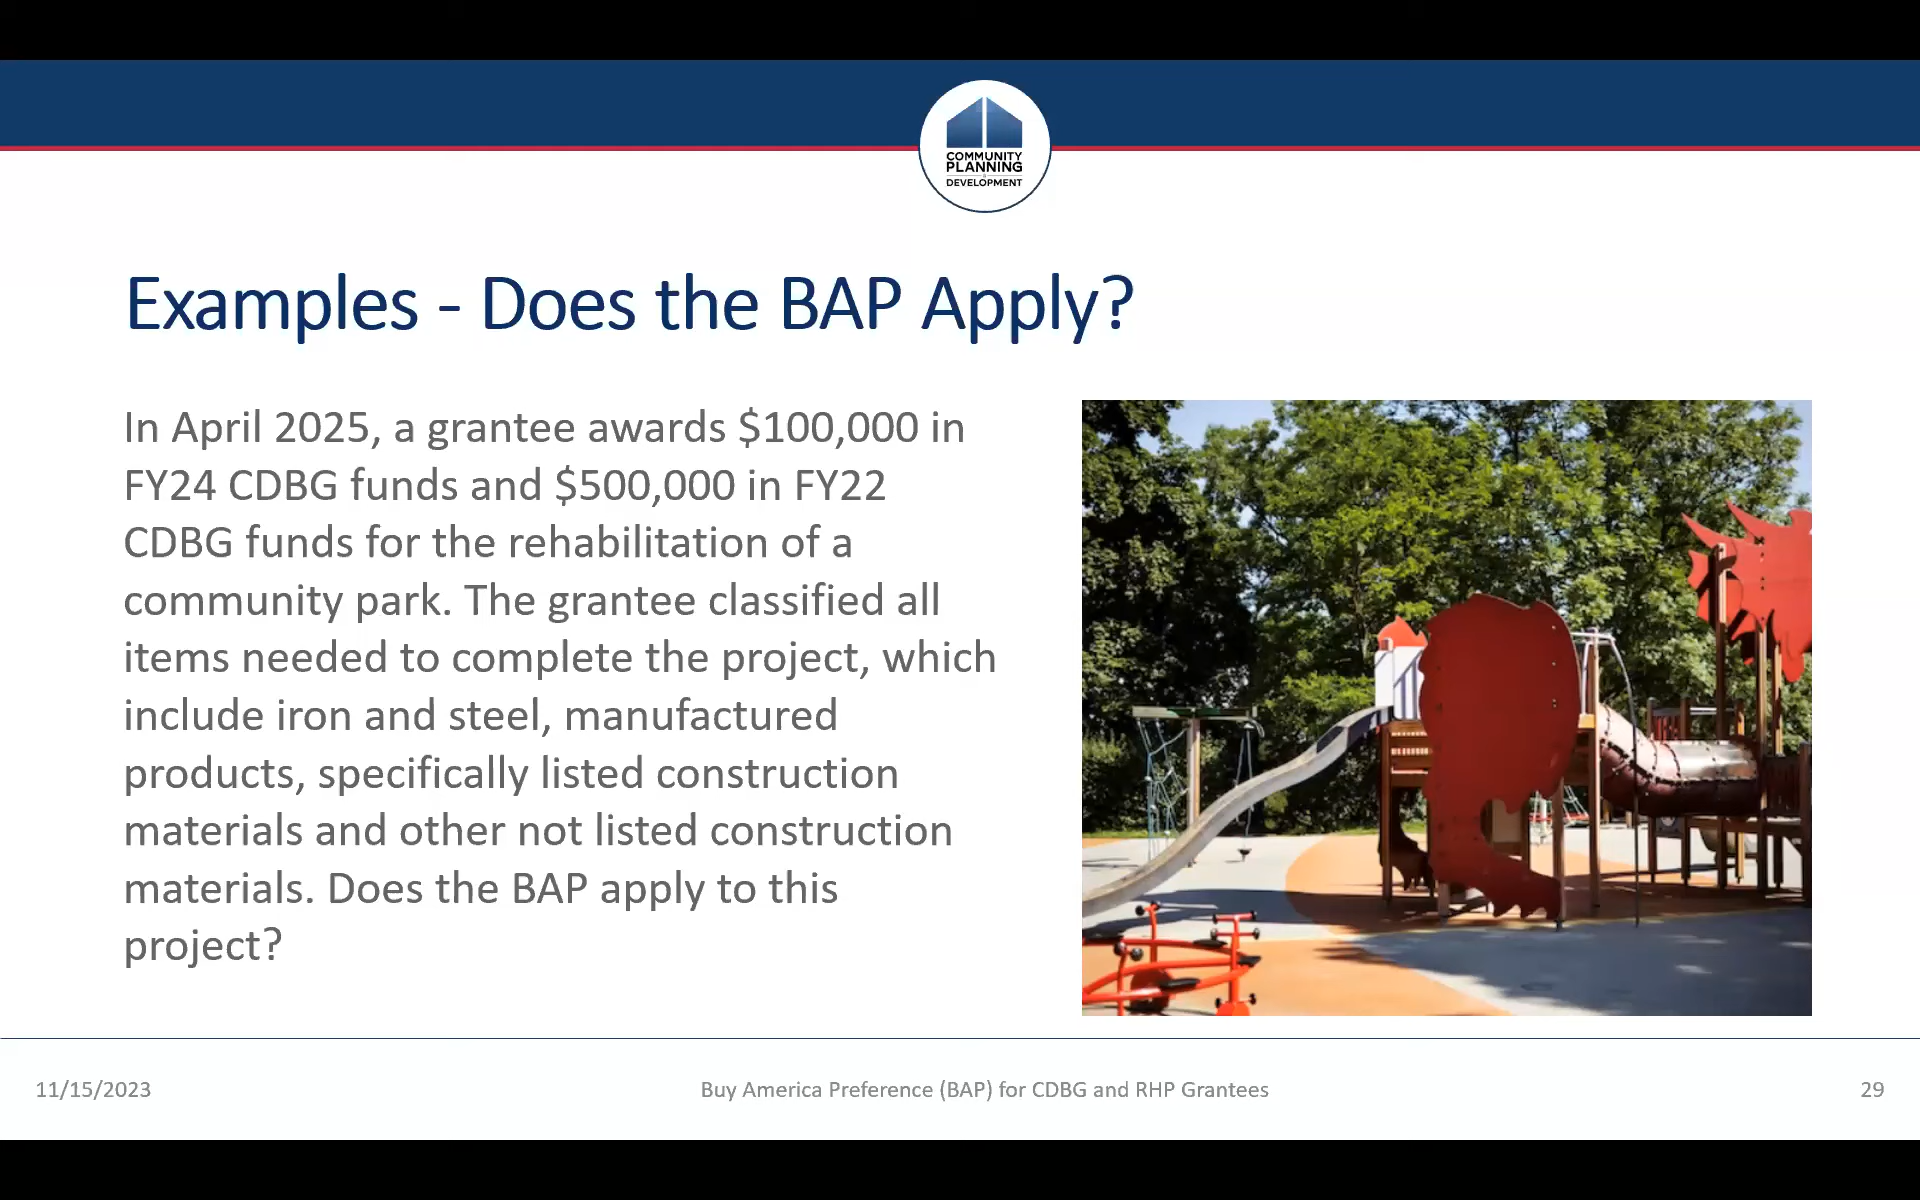 COMMUNITY
PLANNING
DEVELOPMENT
Examples - Does the BAP Apply?
In April 2025, a grantee awards $100,000 in
FY24 CDBG funds and $500,000 in FY22
CDBG funds for the rehabilitation of a
community park. The grantee classified all
items needed to complete the project, which
include iron and steel, manufactured
products, specifically listed construction
materials and other not listed construction
materials. Does the BAP apply to this
project?
11/15/2023
Buy America Preference (BAP) for CDBG and RHP Grantees
29